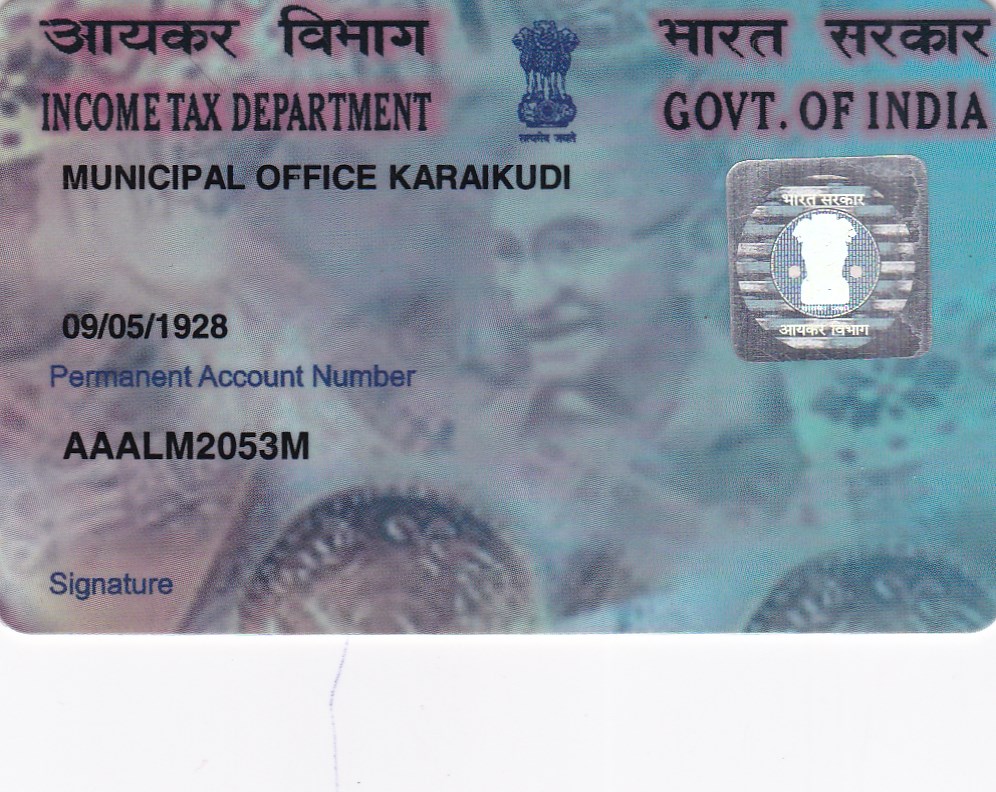 आयकर विभाग
INCOME TAX DEPARTMENT
सत्यमेव जयते
भारत सरकार
GOVT. OF INDIA
MUNICIPAL OFFICE KARAIKUDI
भारत सरकार
आयकर विभाग
09/05/1928
Permanent Account Number
AAALM2053M
Signature